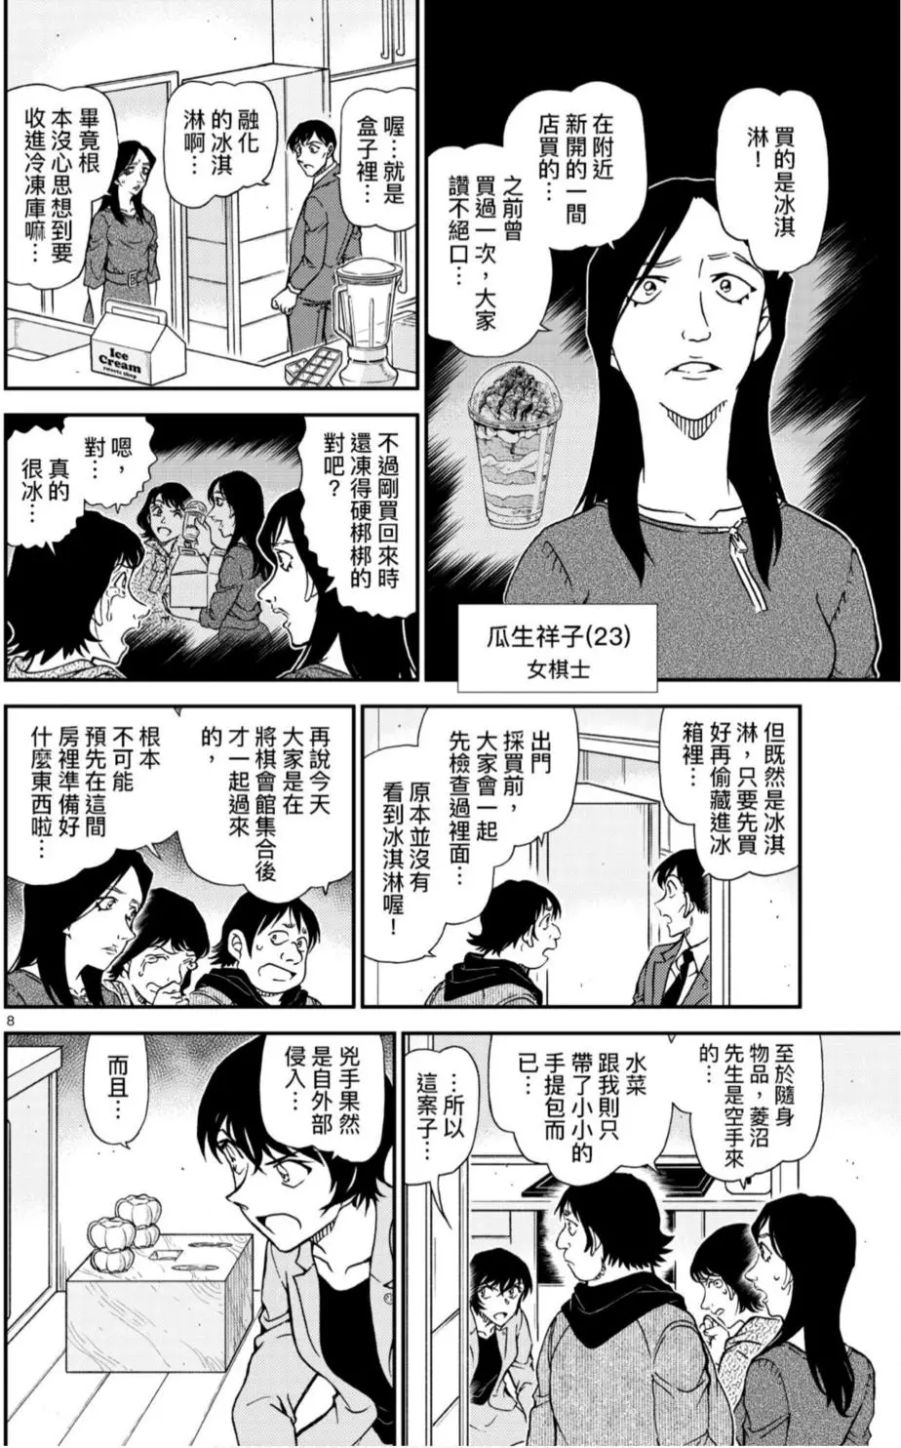 買的是冰淇
淋！
在附近
新開的一間
店買的…
之前曾
買過一次，大家
讚不絕口…
瓜生祥子(23)
女棋士
喔…就是
盒子裡…
融化
的冰淇
淋啊…
畢竟根
本沒心思想到要
收進冷凍庫嘛…
Ice
Cream
sweets shop
不過剛買回來時
還凍得硬梆梆的
對吧？
嗯，
對…
真的
很冰…
但既然是冰淇
淋，只要先買
好再偷藏進冰
箱裡…
出門
採買前，
大家會一起
先檢查過裡面…
原本並沒有
看到冰淇淋喔！
再說今天
大家是在
將棋會館集合後
才一起過來
的，
根本
不可能
預先在這間
房裡準備好
什麼東西啦…
8
至於隨身
物品，菱沼
先生是空手來
的…
水菜
跟我則只
帶了小小的
手提包而
已…
…所以
這案子…
兇手果然
是自外部
侵入…
而且…